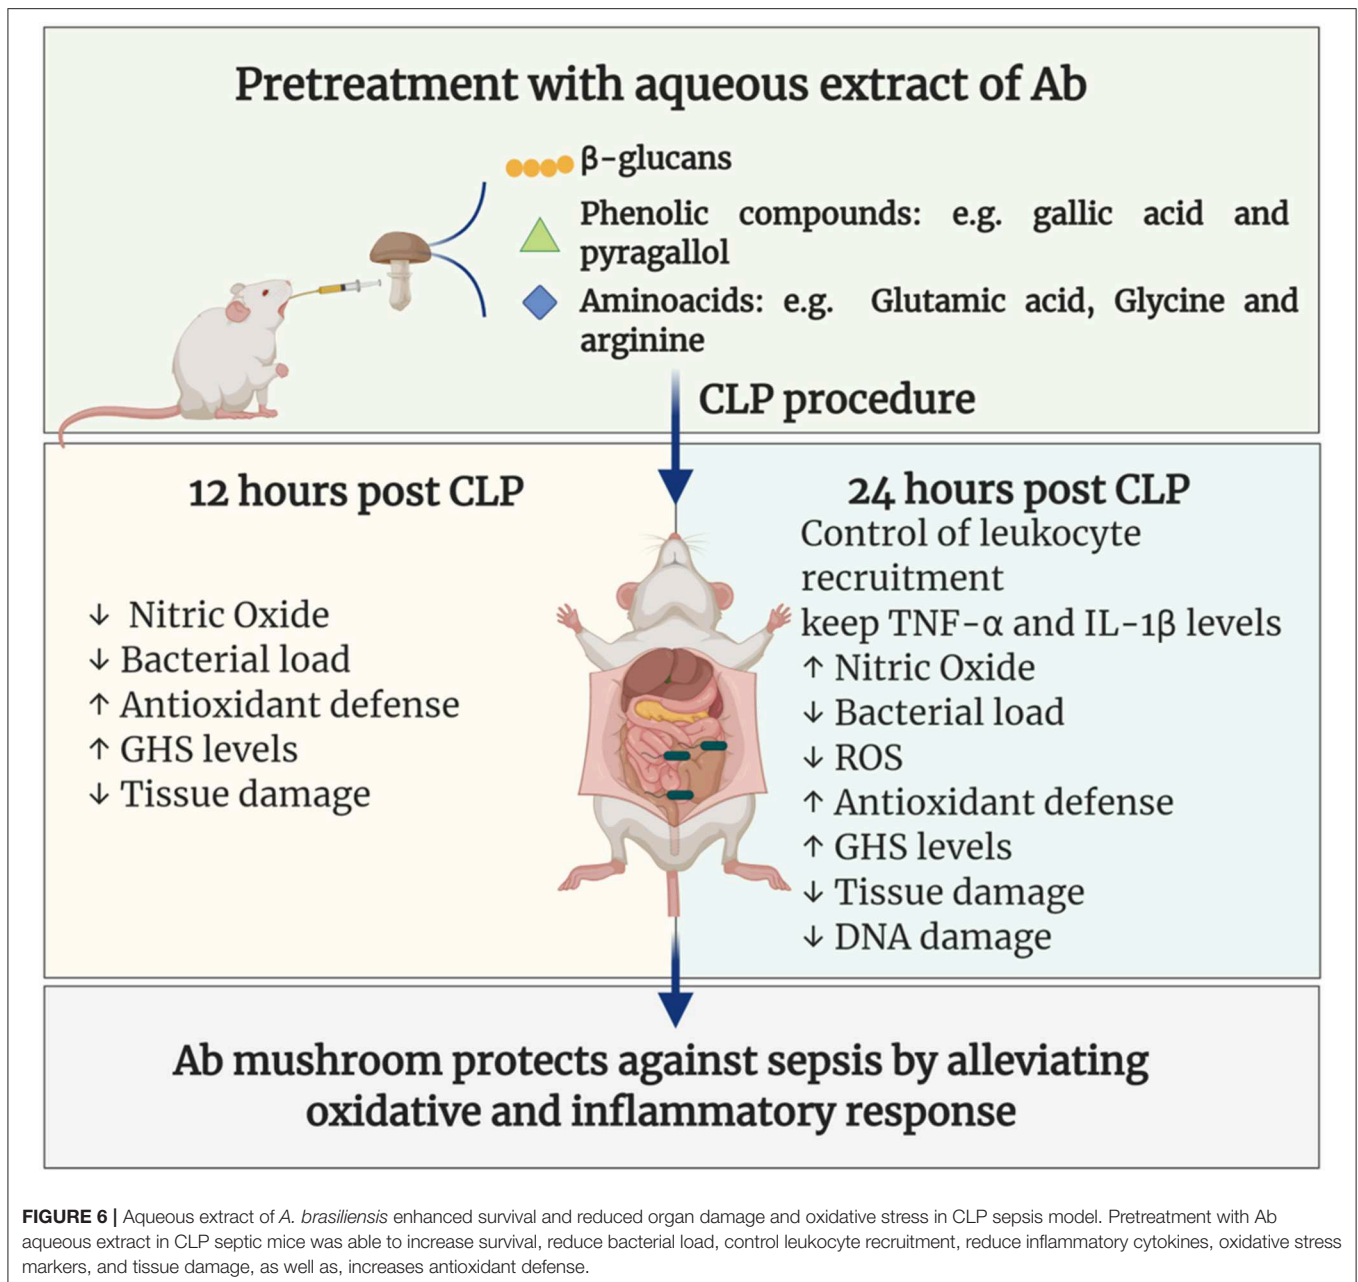 Pretreatment with aqueous extract of Ab
β-glucans
Phenolic compounds: e.g. gallic acid and
pyragallol
Aminoacids: e.g. Glutamic acid, Glycine and
arginine
CLP procedure
12 hours post CLP
↓ Nitric Oxide
↓ Bacterial load
↑ Antioxidant defense
↑ GHS levels
↓ Tissue damage
24 hours post CLP
Control of leukocyte
recruitment
keep TNF-α and IL-1β levels
↑ Nitric Oxide
↓ Bacterial load
↓ ROS
↑ Antioxidant defense
↑ GHS levels
↓ Tissue damage
↓ DNA damage
Ab mushroom protects against sepsis by alleviating
oxidative and inflammatory response
FIGURE 6 | Aqueous extract of A. brasiliensis enhanced survival and reduced organ damage and oxidative stress in CLP sepsis model. Pretreatment with Ab
aqueous extract in CLP septic mice was able to increase survival, reduce bacterial load, control leukocyte recruitment, reduce inflammatory cytokines, oxidative stress
markers, and tissue damage, as well as, increases antioxidant defense.